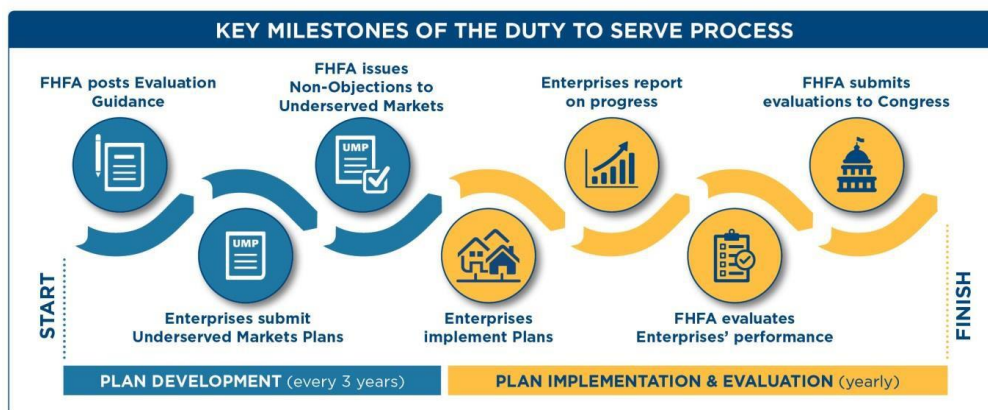 KEY MILESTONES OF THE DUTY TO SERVE PROCESS
FHFA posts Evaluation
Guidance
FHFA issues
Non-Objections to
Underserved Markets
Enterprises report
on progress
FHFA submits
evaluations to Congress
UMP
UMP
START
FINISH
Enterprises submit
Underserved Markets Plans
Enterprises
implement Plans
FHFA evaluates
Enterprises' performance
PLAN DEVELOPMENT (every 3 years)
PLAN IMPLEMENTATION & EVALUATION (yearly)